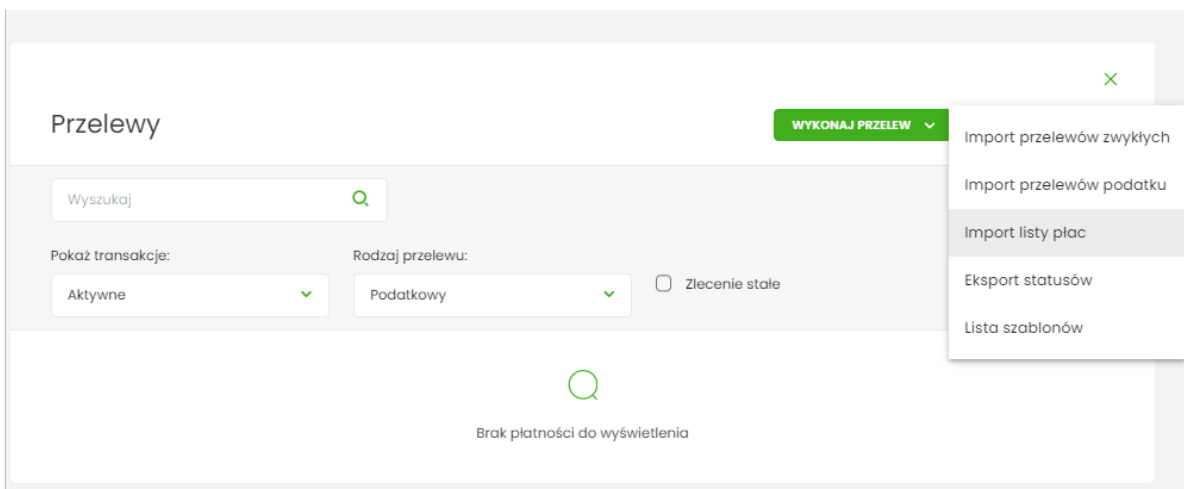 Przelewy
WYKONAJ PRZELEW
Import przelewów zwykłych
Import przelewów podatku
Import listy płac
Eksport statusów
Lista szablonów
Wyszukaj
Pokaż transakcje:
Rodzaj przelewu:
Aktywne
Podatkowy
Zlecenie stałe
Brak płatności do wyświetlenia